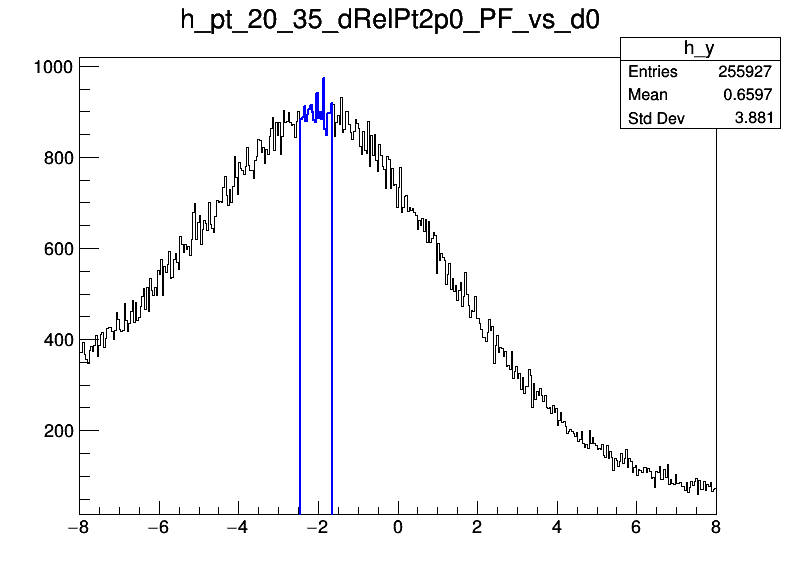 h_pt_20_35_dRelPt2p0_PF_vs_d0
h_y
Entries 255927
Mean 0.6597
Std Dev 3.881
1000
800
600
400
200
−8 −6 −4 −2 0 2 4 6 8